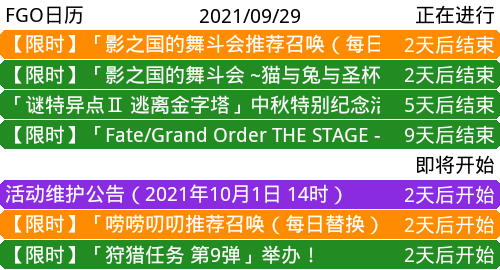 FGO日历 2021/09/29 正在进行
【限时】「影之国的舞斗会推荐召唤（每日 2天后结束
【限时】「影之国的舞斗会 ~猫与兔与圣杯 2天后结束
「谜特异点Ⅱ 逃离金字塔」中秋特别纪念活 5天后结束
【限时】「Fate/Grand Order THE STAGE - 9天后结束
即将开始
活动维护公告（2021年10月1日 14时） 2天后开始
【限时】「唠唠叨叨推荐召唤（每日替换） 2天后开始
【限时】「狩猎任务 第9弹」举办！ 2天后开始